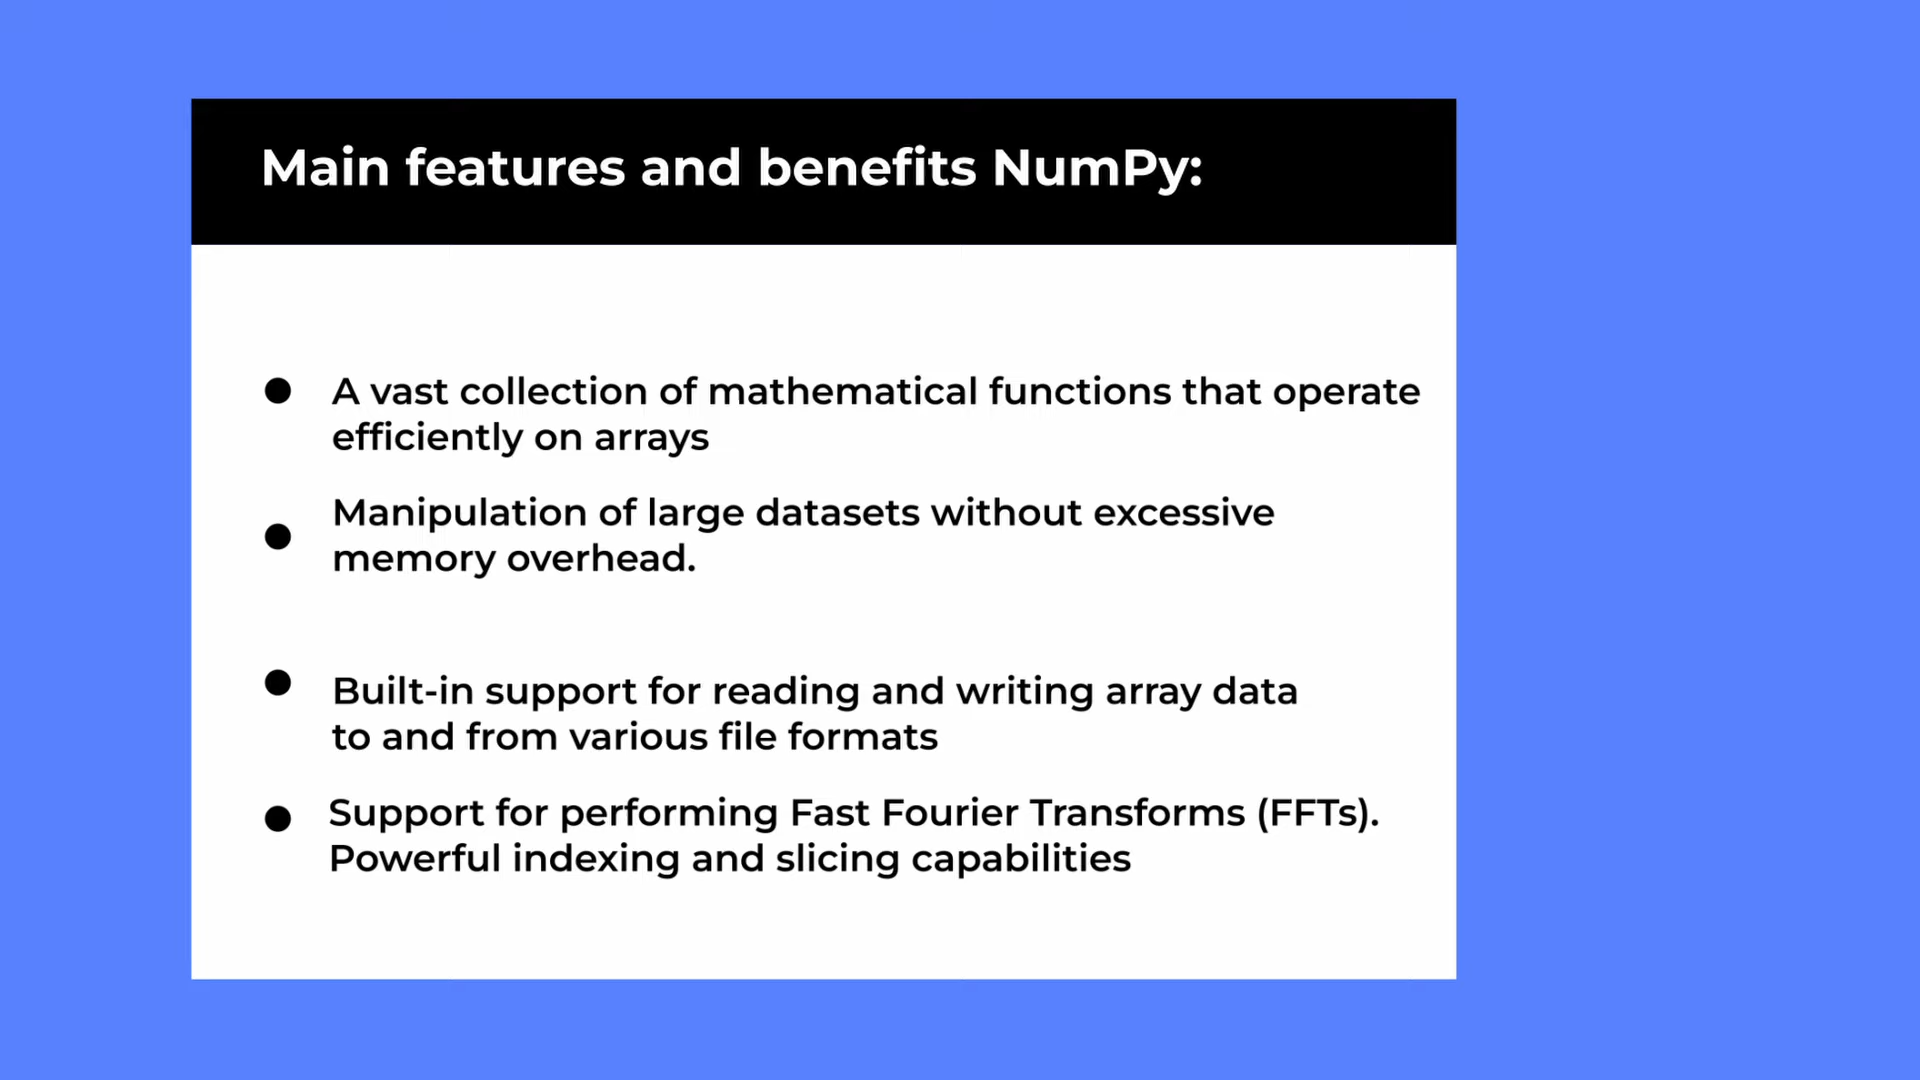 Main features and benefits NumPy:
A vast collection of mathematical functions that operate
efficiently on arrays
Manipulation of large datasets without excessive
memory overhead.
Built-in support for reading and writing array data
to and from various file formats
Support for performing Fast Fourier Transforms (FFTs).
Powerful indexing and slicing capabilities